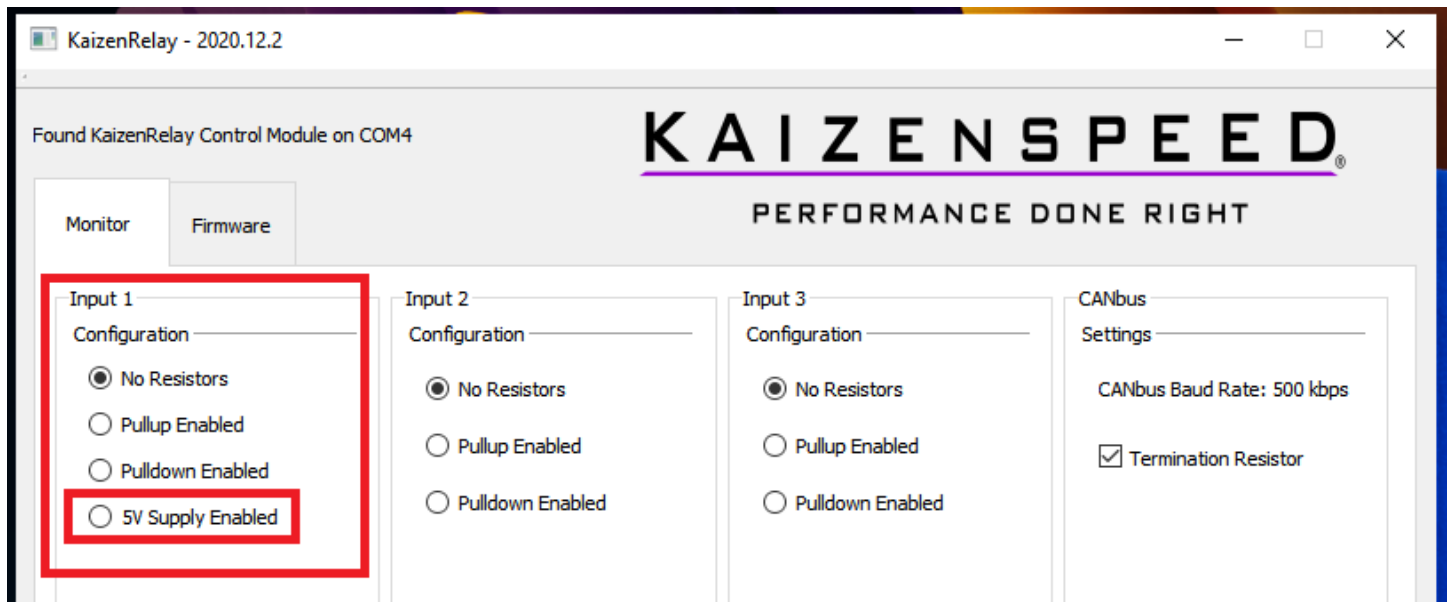 KaizenRelay - 2020.12.2
Found KaizenRelay Control Module on COM4
KAIZENSPEED®
PERFORMANCE DONE RIGHT
Monitor
Firmware
Input 1
Configuration
No Resistors
Pullup Enabled
Pulldown Enabled
5V Supply Enabled
Input 2
Configuration
No Resistors
Pullup Enabled
Pulldown Enabled
Input 3
Configuration
No Resistors
Pullup Enabled
Pulldown Enabled
CANbus
Settings
CANbus Baud Rate: 500 kbps
Termination Resistor